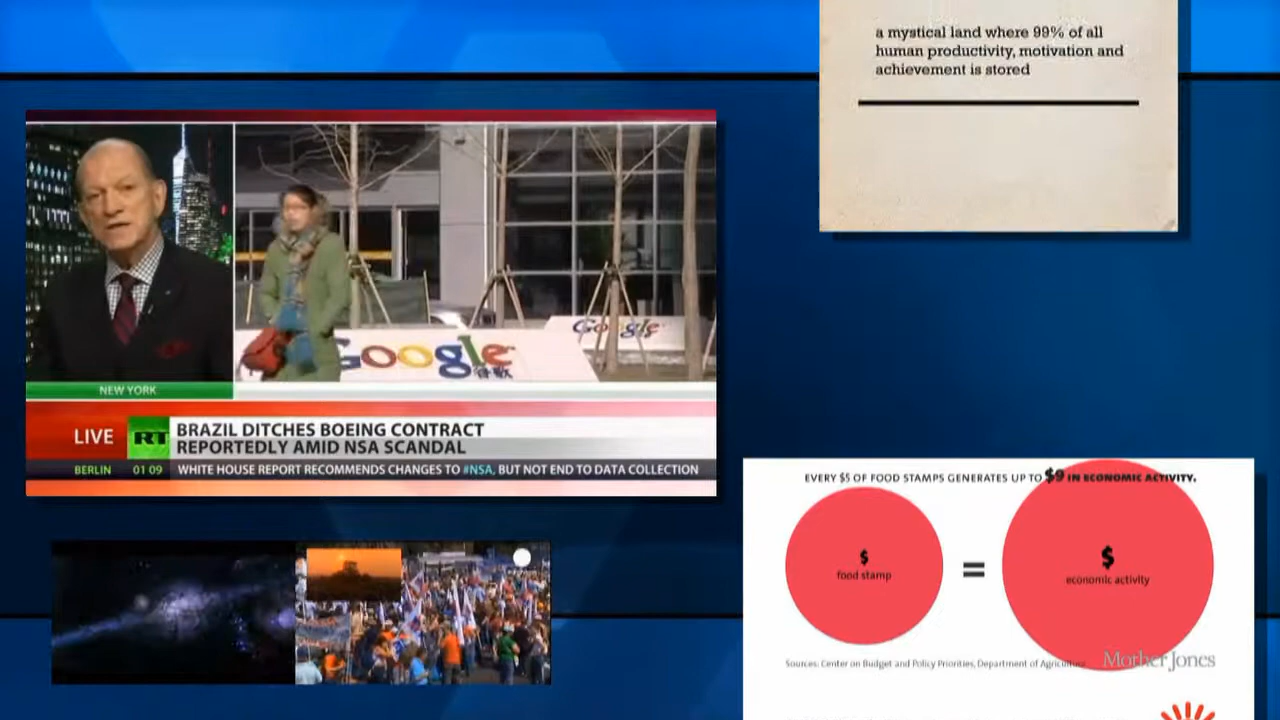 a mystical land where 99% of all
human productivity, motivation and
achievement is stored
Google
Google
NEW YORK
LIVE
RT
BRAZIL DITCHES BOEING CONTRACT
REPORTEDLY AMID NSA SCANDAL
BERLIN 01 09
WHITE HOUSE REPORT RECOMMENDS CHANGES TO #NSA, BUT NOT END TO DATA COLLECTION
EVERY $5 OF FOOD STAMPS GENERATES UP TO $9 IN ECONOMIC ACTIVITY.
$
food stamp
=
$
economic activity
Sources: Center on Budget and Policy Priorities, Department of Agriculture
Mother Jones